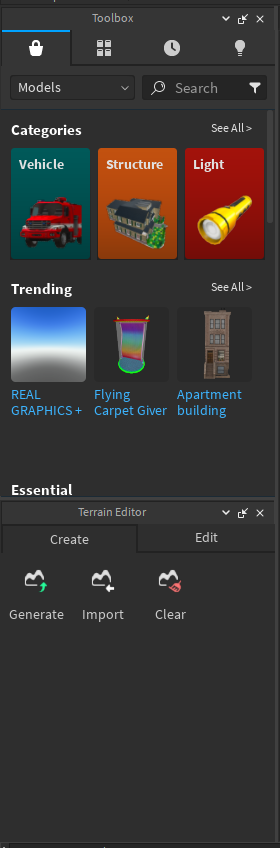 Toolbox
Models
Search
Categories
See All >
Vehicle
Structure
Light
Trending
See All >
REAL
GRAPHICS +
Flying
Carpet Giver
Apartment
building
Essential
Terrain Editor
Create
Edit
Generate
Import
Clear